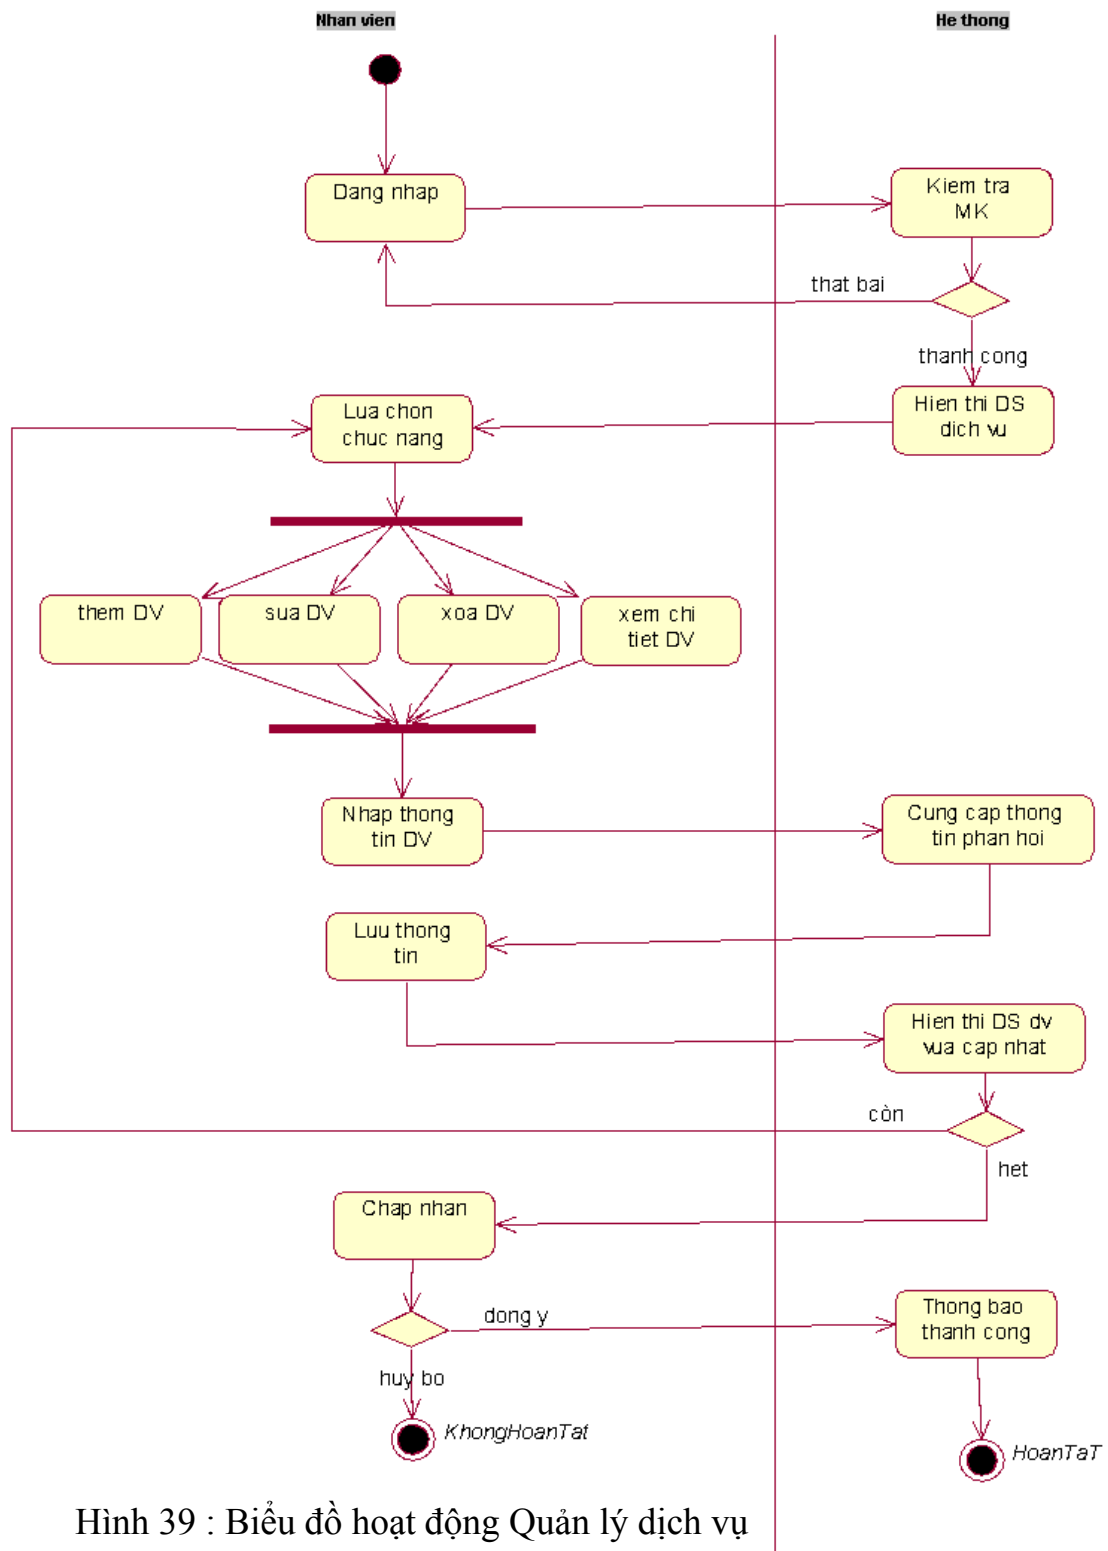 Nhan vien
He thong
Dang nhap
Kiem tra
MK
that bai
thanh cong
Lua chon
chuc nang
Hien thi DS
dich vu
them DV
sua DV
xoa DV
xem chi
tiet DV
Nhap thong
tin DV
Cung cap thong
tin phan hoi
Luu thong
tin
Hien thi DS dv
vua cap nhat
còn
het
Chap nhan
dong y
Thong bao
thanh cong
huy bo
KhongHoanTat
HoanTaT
Hình 39 : Biểu đồ hoạt động Quản lý dịch vụ